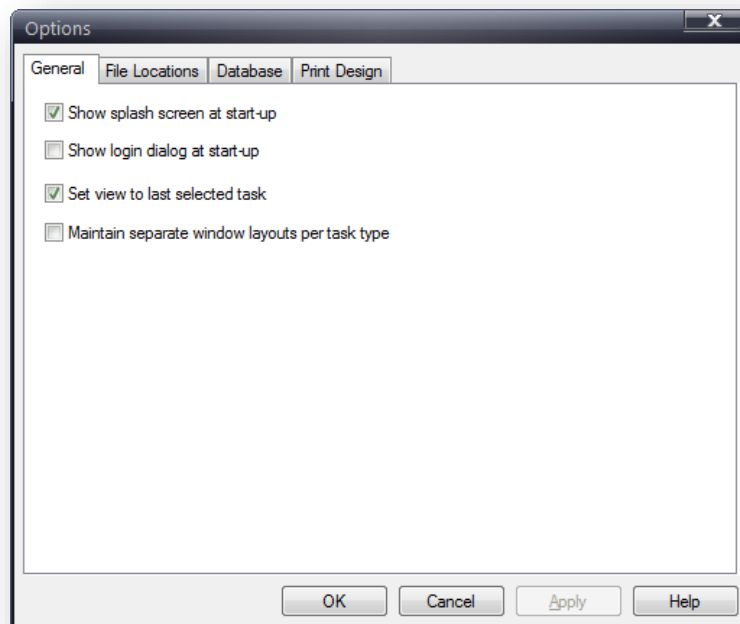 Options
X
General File Locations Database Print Design
Show splash screen at start-up
Show login dialog at start-up
Set view to last selected task
Maintain separate window layouts per task type
OK Cancel Apply Help